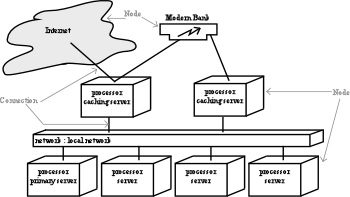 Node
Modem Bank
Internet
processor
caching server
processor
caching server
Connection
Node
network : local network
processor
primary server
processor
server
processor
server
processor
server